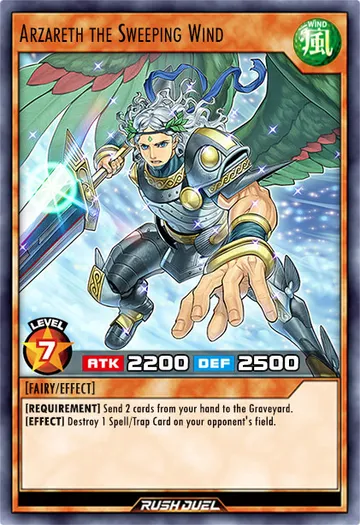 ARZARETH THE SWEEPING WIND
WIND
風
LEVEL
7
ATK 2200 DEF 2500
[FAIRY/EFFECT]
[REQUIREMENT] Send 2 cards from your hand to the Graveyard.
[EFFECT] Destroy 1 Spell/Trap Card on your opponent's field.
RUSH DUEL